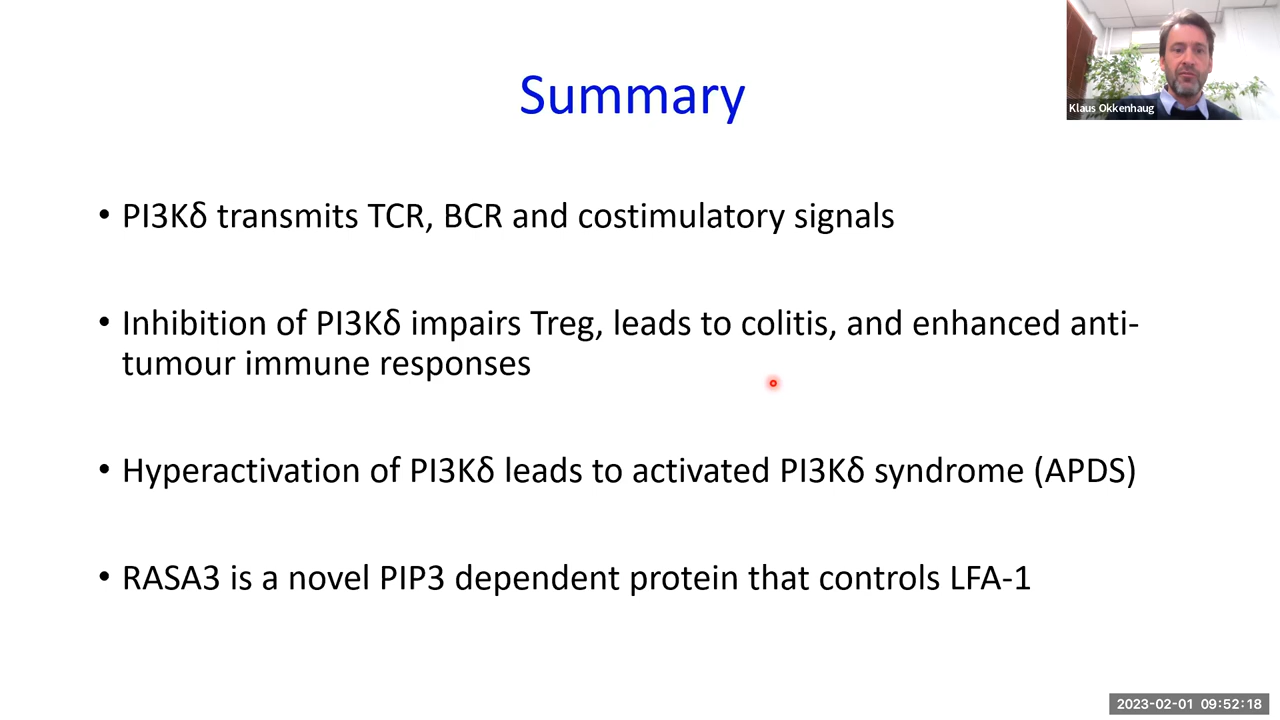 Klaus Okkenhaug
Summary
• PI3Kδ transmits TCR, BCR and costimulatory signals
• Inhibition of PI3Kδ impairs Treg, leads to colitis, and enhanced anti-
tumour immune responses
• Hyperactivation of PI3Kδ leads to activated PI3Kδ syndrome (APDS)
• RASA3 is a novel PIP3 dependent protein that controls LFA-1
2023-02-01 09:52:18